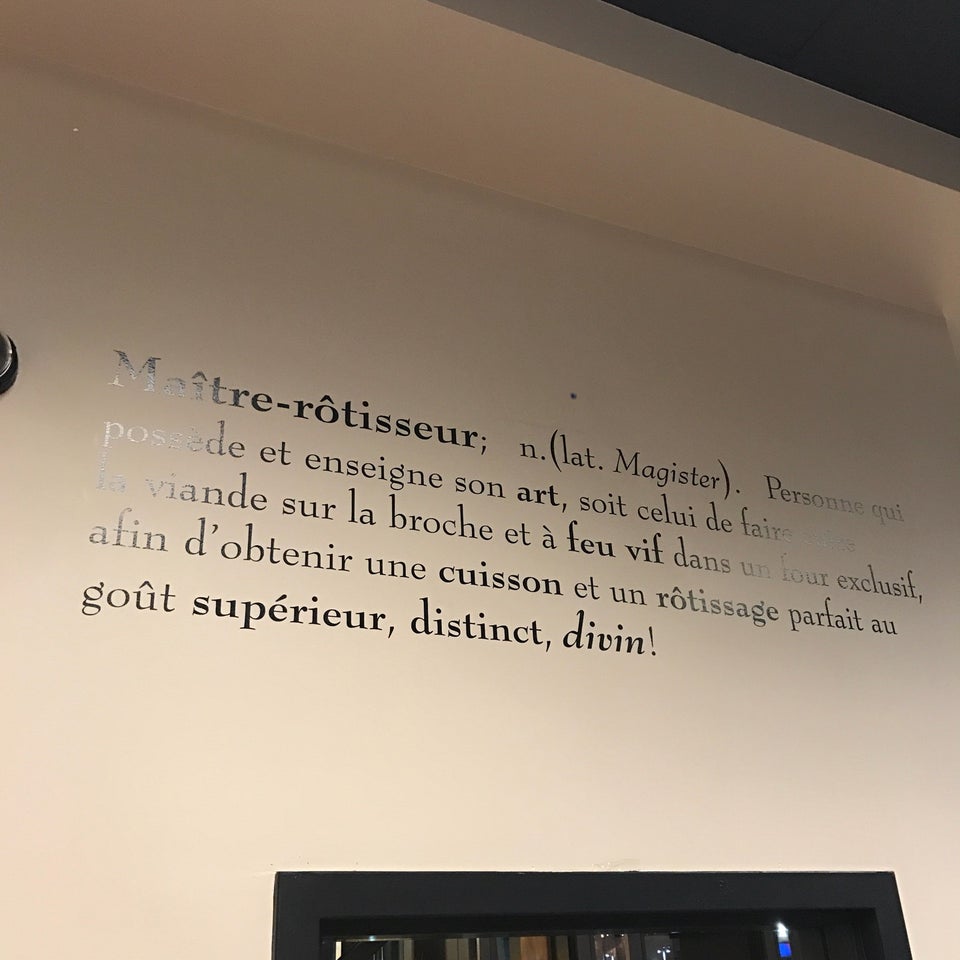 Maître-rôtisseur; n.(lat. Magister). Personne qui
possède et enseigne son art, soit celui de faire
la viande sur la broche et à feu vif dans un four exclusif,
afin d'obtenir une cuisson et un rôtissage parfait au
goût supérieur, distinct, divin!